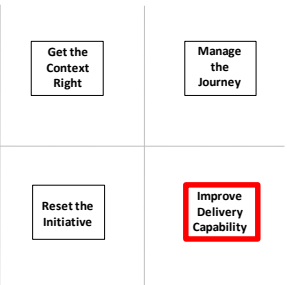 Get the
Context
Right
Manage
the
Journey
Reset the
Initiative
Improve
Delivery
Capability